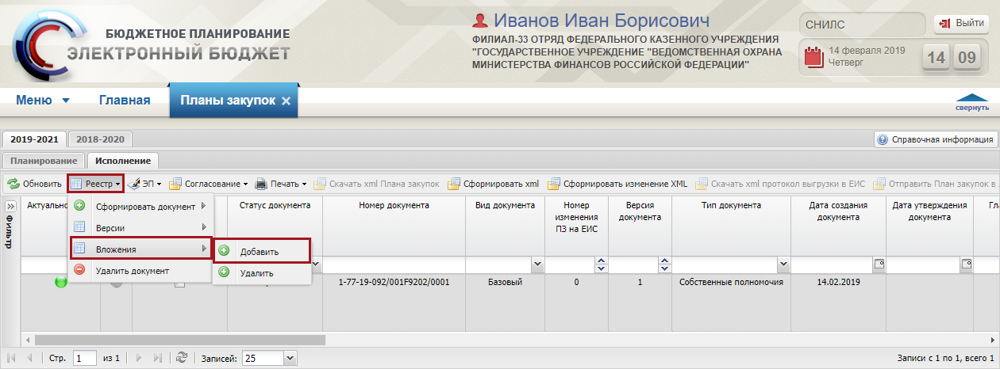 БЮДЖЕТНОЕ ПЛАНИРОВАНИЕ
ЭЛЕКТРОННЫЙ БЮДЖЕТ
Иванов Иван Борисович
ФИЛИАЛ-33 ОТРЯД ФЕДЕРАЛЬНОГО КАЗЕННОГО УЧРЕЖДЕНИЯ
"ГОСУДАРСТВЕННОЕ УЧРЕЖДЕНИЕ "ВЕДОМСТВЕННАЯ ОХРАНА
МИНИСТЕРСТВА ФИНАНСОВ РОССИЙСКОЙ ФЕДЕРАЦИИ"
СНИЛС
Выйти
14 февраля 2019
Четверг
14 09
Меню Главная Планы закупок
свернуть
2019-2021 2018-2020
Справочная информация
Планирование Исполнение
Обновить Реестр ЭП Согласование Печать Скачать xml Плана закупок Сформировать xml Сформировать изменение XML Скачать xml протокол выгрузки в ЕИС Отправить План закупок в
Фильтр
Актуально Статус документа Номер документа Вид документа Номер изменения ПЗ на ЕИС Версия документа Тип документа Дата создания документа Дата утверждения документа Гла
Сформировать документ
Версии
Вложения
Удалить документ
Добавить
Удалить
1-77-19-092/001F9202/0001 Базовый 0 1 Собственные полномочия 14.02.2019
Стр. 1 из 1 Записей: 25
Записи с 1 по 1, всего 1